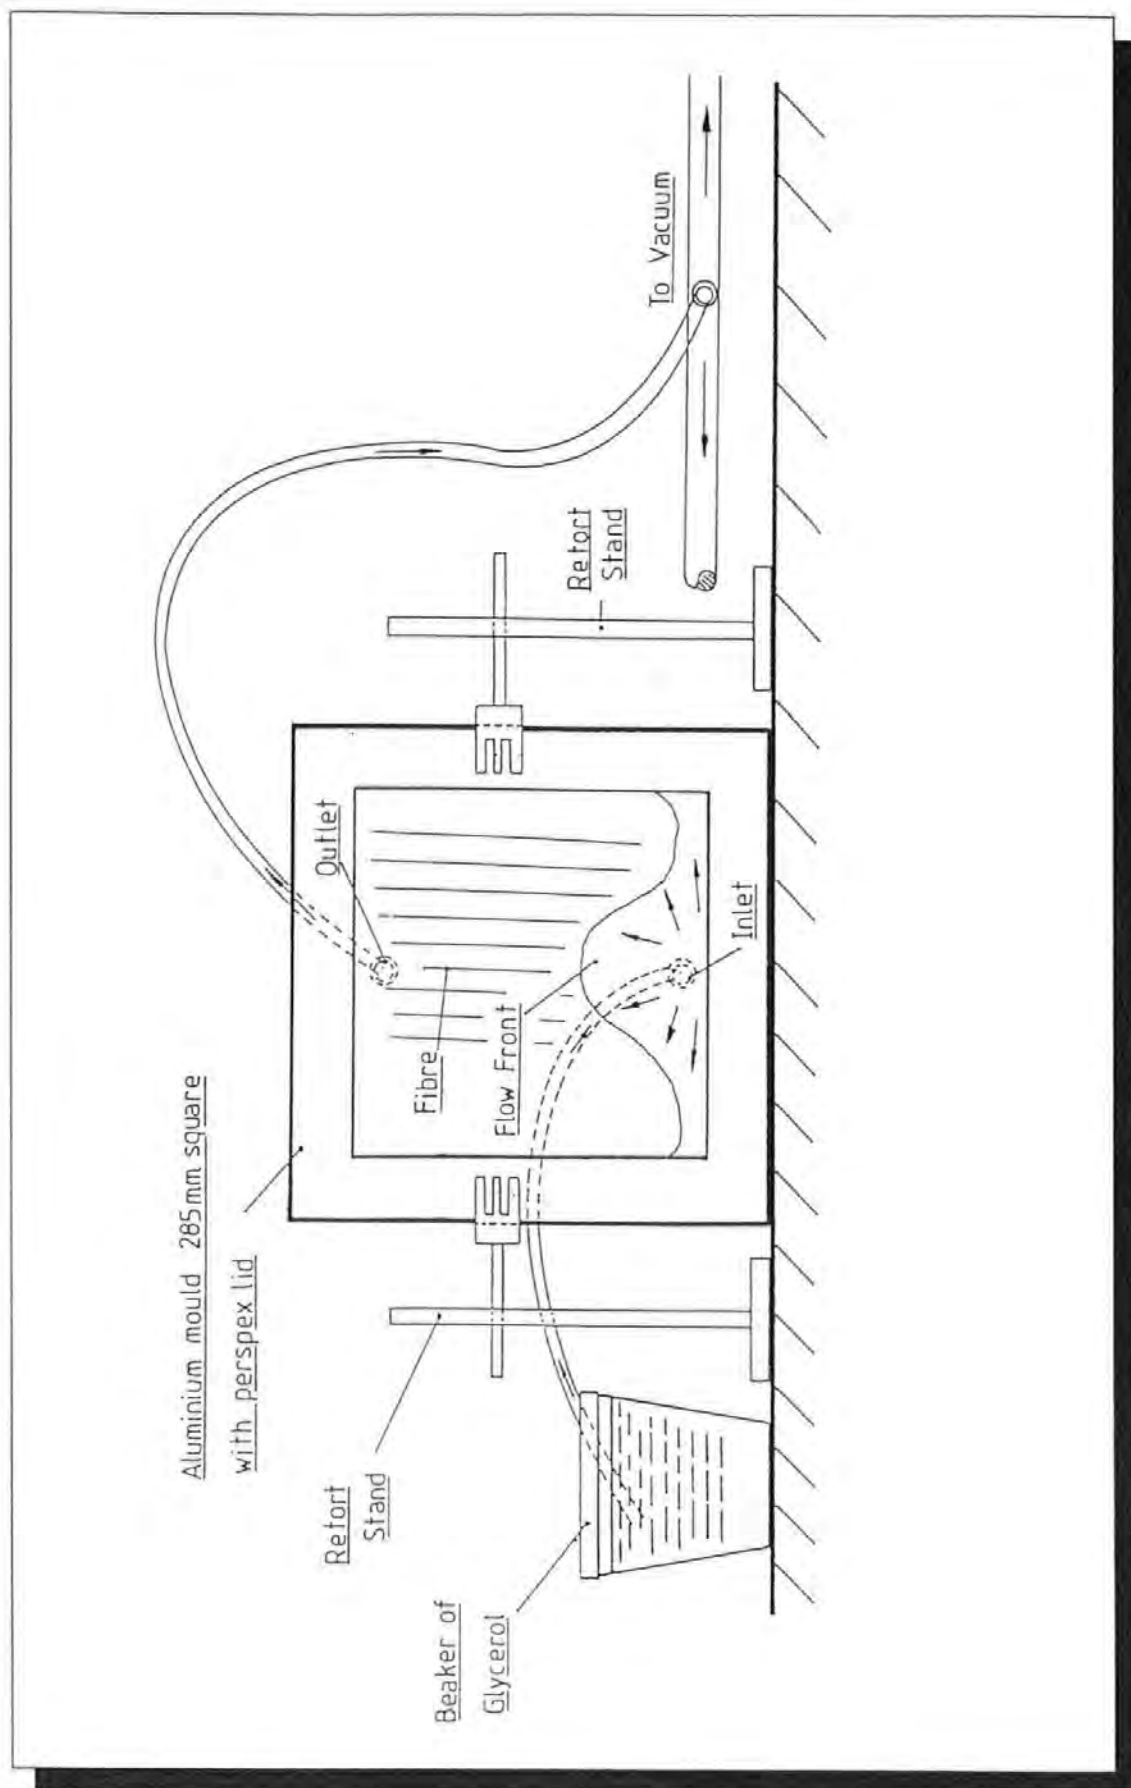 Aluminium mould 285mm square
with perspex lid
Retort
Stand
Beaker of
Glycerol
Outlet
Fibre
Flow Front
Inlet
Retort
Stand
To Vacuum